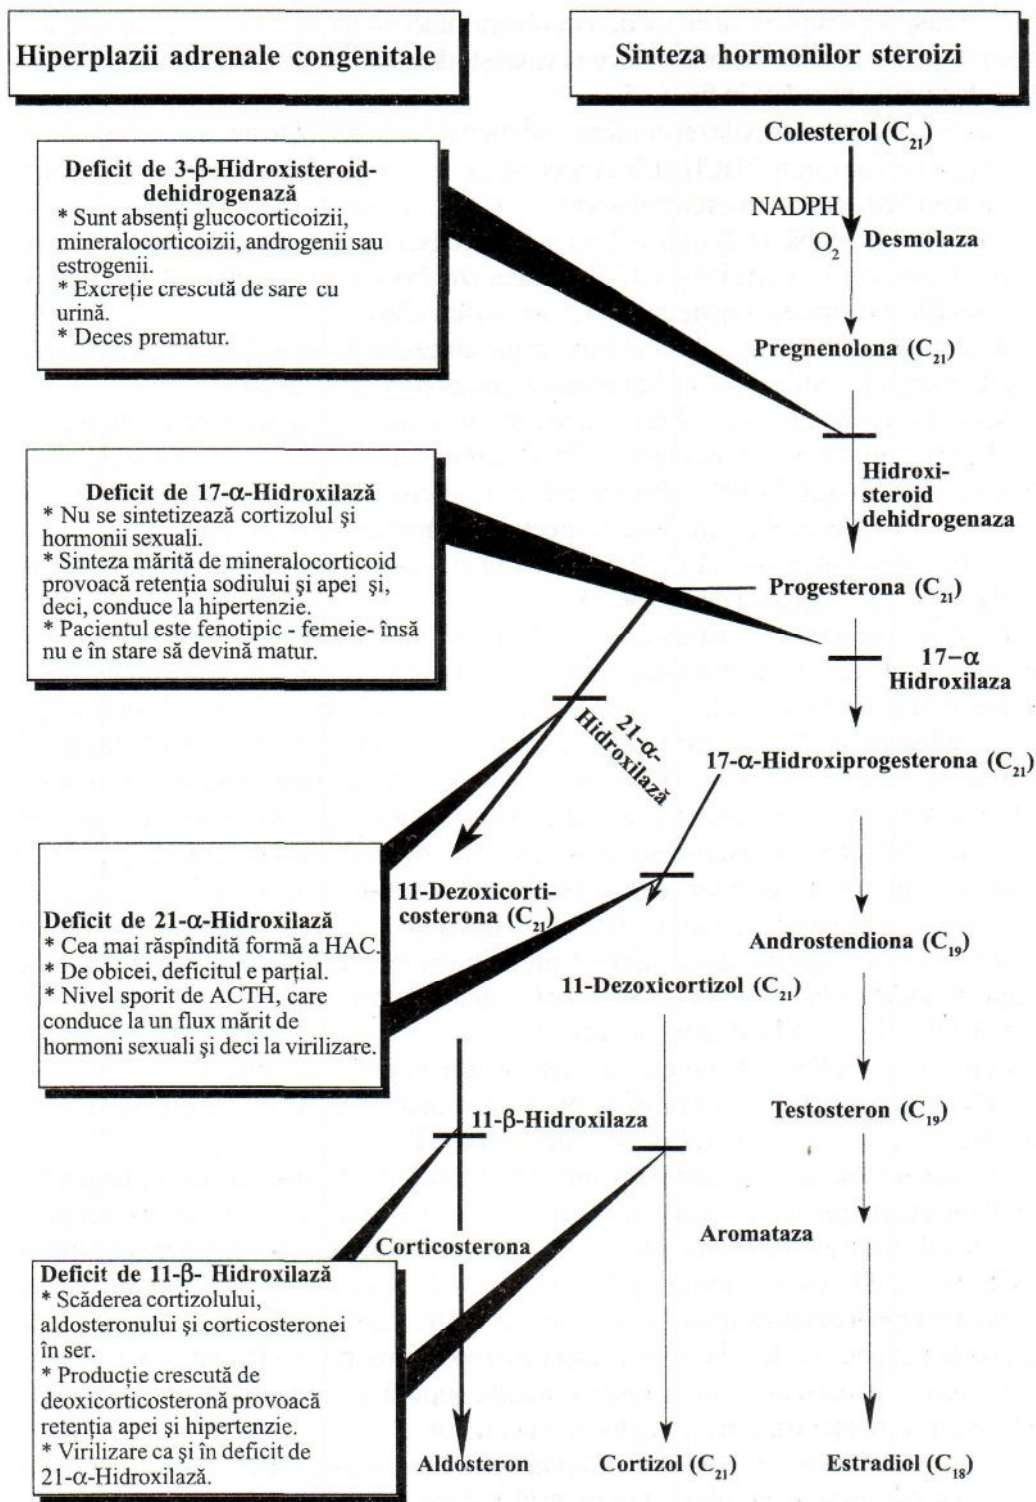 Hiperplazii adrenale congenitale
Sinteza hormonilor steroizi
Colesterol (C21)
NADPH
O2
Desmolaza
Pregnenolona (C21)
Deficit de 3-β-Hidroxisteroid-
dehidrogenază
* Sunt absenți glucocorticoizii,
mineralocorticoizii, androgenii sau
estrogenii.
* Excreție crescută de sare cu
urină.
* Deces prematur.
Hidroxi-
steroid
dehidrogenaza
Deficit de 17-α-Hidroxilază
* Nu se sintetizează cortizolul și
hormonii sexuali.
* Sinteza mărită de mineralocorticoid
provoacă retenția sodiului și apei și,
deci, conduce la hipertenzie.
* Pacientul este fenotipic - femeie- însă
nu e în stare să devină matur.
Progesterona (C21)
17-α
Hidroxilaza
21-α-
Hidroxilază
17-α-Hidroxiprogesterona (C21)
11-Dezoxicorti-
costerona (C21)
Deficit de 21-α-Hidroxilază
* Cea mai răspîndită formă a HAC.
* De obicei, deficitul e parțial.
* Nivel sporit de ACTH, care
conduce la un flux mărit de
hormoni sexuali și deci la virilizare.
Androstendiona (C19)
11-Dezoxicortizol (C21)
Testosteron (C19)
11-β-Hidroxilaza
Aromataza
Corticosterona
Deficit de 11-β- Hidroxilază
* Scăderea cortizolului,
aldosteronului și corticosteronei
în ser.
* Producție crescută de
deoxicorticosteronă provoacă
retenția apei și hipertenzie.
* Virilizare ca și în deficit de
21-α-Hidroxilază.
Aldosteron
Cortizol (C21)
Estradiol (C18)